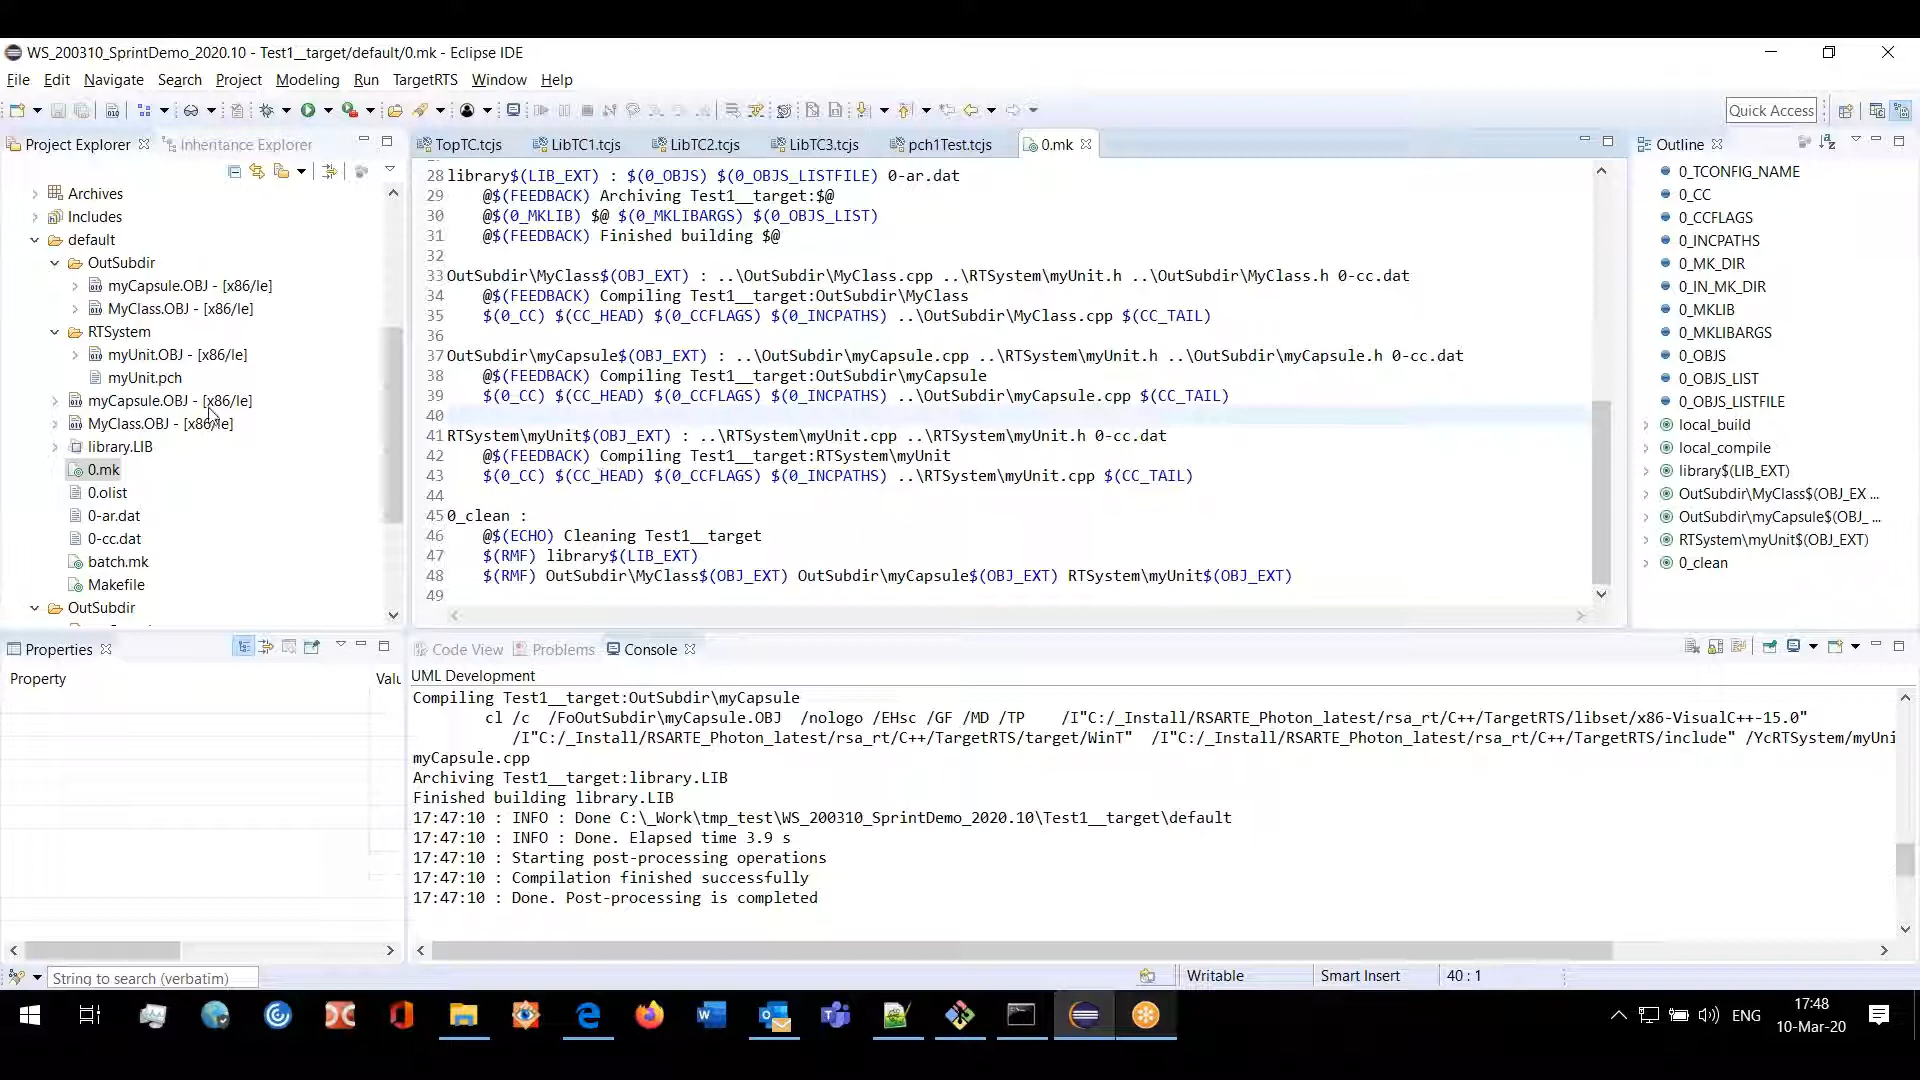 WS_200310_SprintDemo_2020.10 - Test1__target/default/0.mk - Eclipse IDE
File Edit Navigate Search Project Modeling Run TargetRTS Window Help
Quick Access
Project Explorer
Inheritance Explorer
Archives
Includes
default
OutSubdir
myCapsule.OBJ - [x86/le]
MyClass.OBJ - [x86/le]
RTSystem
myUnit.OBJ - [x86/le]
myUnit.pch
myCapsule.OBJ - [x86/le]
MyClass.OBJ - [x86/le]
library.LIB
0.mk
0.olist
0-ar.dat
0-cc.dat
batch.mk
Makefile
OutSubdir
TopTC.tcjs LibTC1.tcjs LibTC2.tcjs LibTC3.tcjs pch1Test.tcjs 0.mk
28 library$(LIB_EXT) : $(0_OBJS) $(0_OBJS_LISTFILE) 0-ar.dat
29 @$(FEEDBACK) Archiving Test1__target:$@
30 @$(0_MKLIB) $@ $(0_MKLIBARGS) $(0_OBJS_LIST)
31 @$(FEEDBACK) Finished building $@
32
33 OutSubdir\MyClass$(OBJ_EXT) : ..\OutSubdir\MyClass.cpp ..\RTSystem\myUnit.h ..\OutSubdir\MyClass.h 0-cc.dat
34 @$(FEEDBACK) Compiling Test1__target:OutSubdir\MyClass
35 $(0_CC) $(CC_HEAD) $(0_CCFLAGS) $(0_INCPATHS) ..\OutSubdir\MyClass.cpp $(CC_TAIL)
36
37 OutSubdir\myCapsule$(OBJ_EXT) : ..\OutSubdir\myCapsule.cpp ..\RTSystem\myUnit.h ..\OutSubdir\myCapsule.h 0-cc.dat
38 @$(FEEDBACK) Compiling Test1__target:OutSubdir\myCapsule
39 $(0_CC) $(CC_HEAD) $(0_CCFLAGS) $(0_INCPATHS) ..\OutSubdir\myCapsule.cpp $(CC_TAIL)
40
41 RTSystem\myUnit$(OBJ_EXT) : ..\RTSystem\myUnit.cpp ..\RTSystem\myUnit.h 0-cc.dat
42 @$(FEEDBACK) Compiling Test1__target:RTSystem\myUnit
43 $(0_CC) $(CC_HEAD) $(0_CCFLAGS) $(0_INCPATHS) ..\RTSystem\myUnit.cpp $(CC_TAIL)
44
45 0_clean :
46 @$(ECHO) Cleaning Test1__target
47 $(RMF) library$(LIB_EXT)
48 $(RMF) OutSubdir\MyClass$(OBJ_EXT) OutSubdir\myCapsule$(OBJ_EXT) RTSystem\myUnit$(OBJ_EXT)
49
Outline
0_TCONFIG_NAME
0_CC
0_CCFLAGS
0_INCPATHS
0_MK_DIR
0_IN_MK_DIR
0_MKLIB
0_MKLIBARGS
0_OBJS
0_OBJS_LIST
0_OBJS_LISTFILE
local_build
local_compile
library$(LIB_EXT)
OutSubdir\MyClass$(OBJ_EX ...
OutSubdir\myCapsule$(OBJ_ ...
RTSystem\myUnit$(OBJ_EXT)
0_clean
Properties
Property Valu
Code View Problems Console
UML Development
Compiling Test1__target:OutSubdir\myCapsule
cl /c /FoOutSubdir\myCapsule.OBJ /nologo /EHsc /GF /MD /TP /I"C:/_Install/RSARTE_Photon_latest/rsa_rt/C++/TargetRTS/libset/x86-VisualC++-15.0"
/I"C:/_Install/RSARTE_Photon_latest/rsa_rt/C++/TargetRTS/target/WinT" /I"C:/_Install/RSARTE_Photon_latest/rsa_rt/C++/TargetRTS/include" /YcRTSystem/myUni
myCapsule.cpp
Archiving Test1__target:library.LIB
Finished building library.LIB
17:47:10 : INFO : Done C:\_Work\tmp_test\WS_200310_SprintDemo_2020.10\Test1__target\default
17:47:10 : INFO : Done. Elapsed time 3.9 s
17:47:10 : Starting post-processing operations
17:47:10 : Compilation finished successfully
17:47:10 : Done. Post-processing is completed
String to search (verbatim)
Writable Smart Insert 40 : 1
ENG
17:48
10-Mar-20